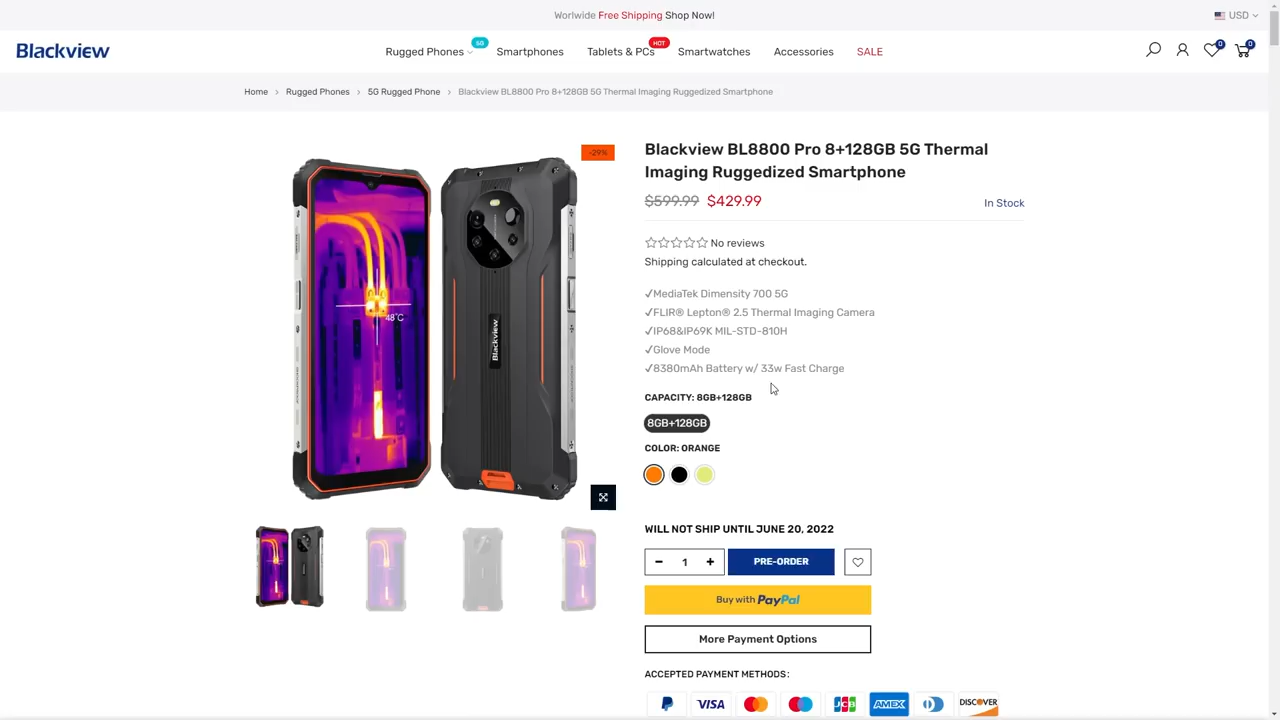 Worlwide Free Shipping Shop Now!
USD
Blackview
Rugged Phones
5G
Smartphones
Tablets & PCs
HOT
Smartwatches
Accessories
SALE
0
0
Home > Rugged Phones > 5G Rugged Phone > Blackview BL8800 Pro 8+128GB 5G Thermal Imaging Ruggedized Smartphone
-29%
48°C
Blackview
Blackview BL8800 Pro 8+128GB 5G Thermal
Imaging Ruggedized Smartphone
$599.99 $429.99
In Stock
No reviews
Shipping calculated at checkout.
✓MediaTek Dimensity 700 5G
✓FLIR® Lepton® 2.5 Thermal Imaging Camera
✓IP68&IP69K MIL-STD-810H
✓Glove Mode
✓8380mAh Battery w/ 33w Fast Charge
CAPACITY: 8GB+128GB
8GB+128GB
COLOR: ORANGE
WILL NOT SHIP UNTIL JUNE 20, 2022
- 1 +
PRE-ORDER
Buy with PayPal
More Payment Options
ACCEPTED PAYMENT METHODS:
VISA
JCB
AMEX
DISCOVER